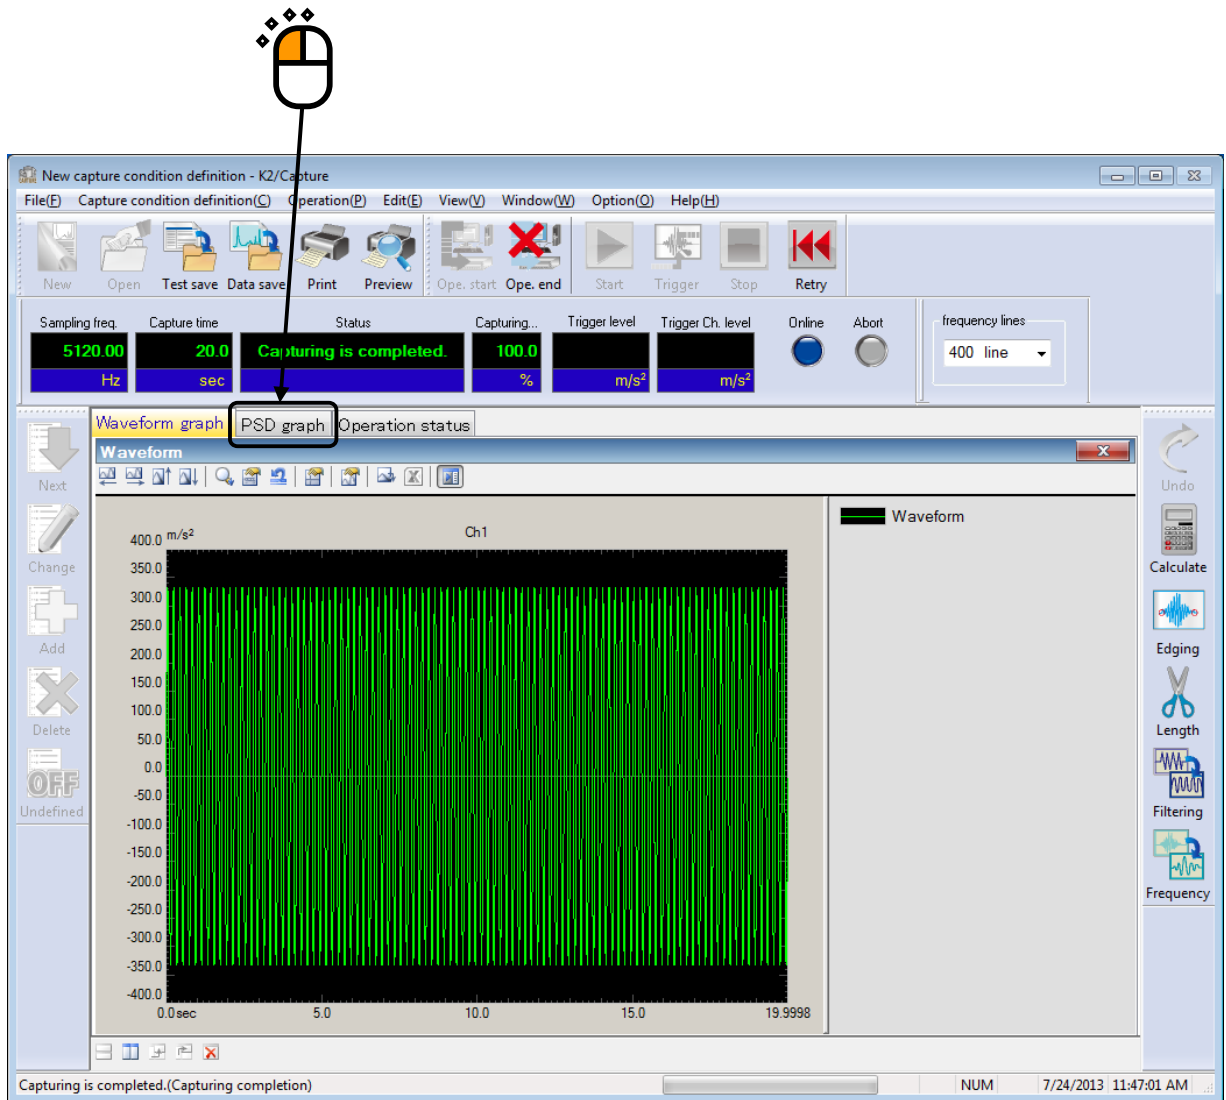 New capture condition definition - K2/Capture
File(F) Capture condition definition(C) Operation(P) Edit(E) View(V) Window(W) Option(O) Help(H)
New Open Test save Data save Print Preview Ope. start Ope. end Start Trigger Stop Retry
Sampling freq. Capture time Status Capturing... Trigger level Trigger Ch. level Online Abort frequency lines
5120.00 20.0 Capturing is completed. 100.0 400 line
Hz sec % m/s² m/s²
Waveform graph PSD graph Operation status
Waveform
Next
Change
Add
Delete
OFF
Undefined
Waveform
m/s² Ch1
400.0
350.0
300.0
250.0
200.0
150.0
100.0
50.0
0.0
-50.0
-100.0
-150.0
-200.0
-250.0
-300.0
-350.0
-400.0
0.0sec 5.0 10.0 15.0 19.9998
Undo
Calculate
Edging
Length
Filtering
Frequency
Capturing is completed.(Capturing completion) NUM 7/24/2013 11:47:01 AM